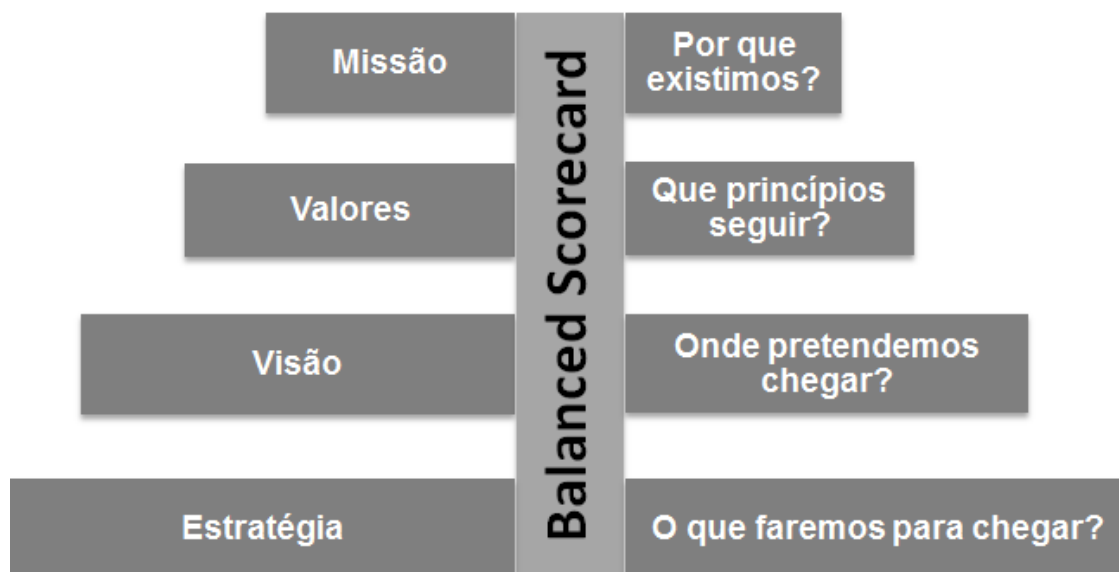 Missão
Por que
existimos?
Balanced Scorecard
Valores
Que princípios
seguir?
Visão
Onde pretendemos
chegar?
Estratégia
O que faremos para chegar?